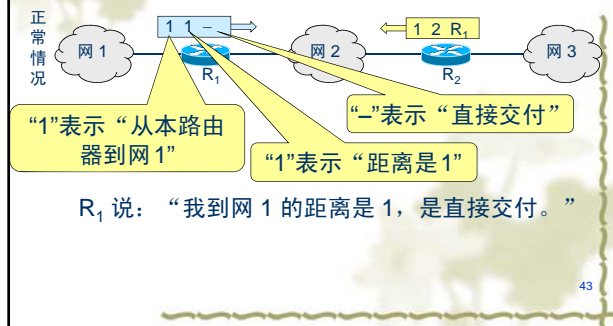 正常情况
1 1 −
1 2 R₁
网 1
网 2
网 3
R₁
R₂
“−”表示“直接交付”
“1”表示“从本路由
器到网1”
“1”表示“距离是1”
R₁ 说：“我到网 1 的距离是 1，是直接交付。”
43